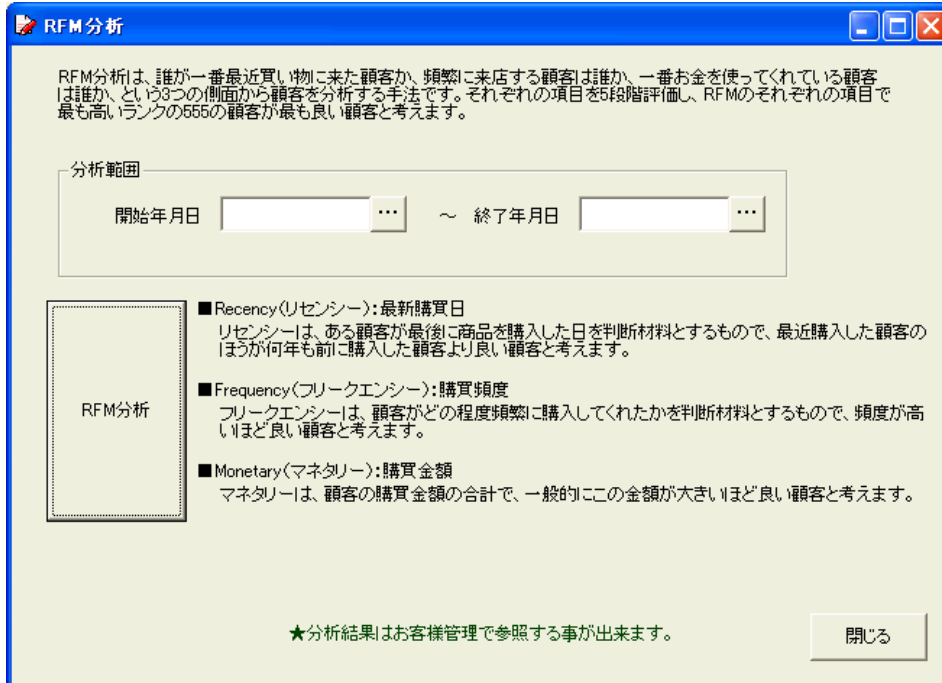 RFM分析
RFM分析は、誰が一番最近買い物に来た顧客か、頻繁に来店する顧客は誰か、一番お金を使ってくれている顧客
は誰か、という3つの側面から顧客を分析する手法です。それぞれの項目を5段階評価し、RFMのそれぞれの項目で
最も高いランクの555の顧客が最も良い顧客と考えます。
分析範囲
開始年月日 ... ～ 終了年月日 ...
■Recency(リセンシー):最新購買日
リセンシーは、ある顧客が最後に商品を購入した日を判断材料とするもので、最近購入した顧客の
ほうが何年も前に購入した顧客より良い顧客と考えます。
RFM分析
■Frequency(フリークエンシー):購買頻度
フリークエンシーは、顧客がどの程度頻繁に購入してくれたかを判断材料とするもので、頻度が高
いほど良い顧客と考えます。
■Monetary(マネタリー):購買金額
マネタリーは、顧客の購買金額の合計で、一般的にこの金額が大きいほど良い顧客と考えます。
★分析結果はお客様管理で参照する事が出来ます。
閉じる